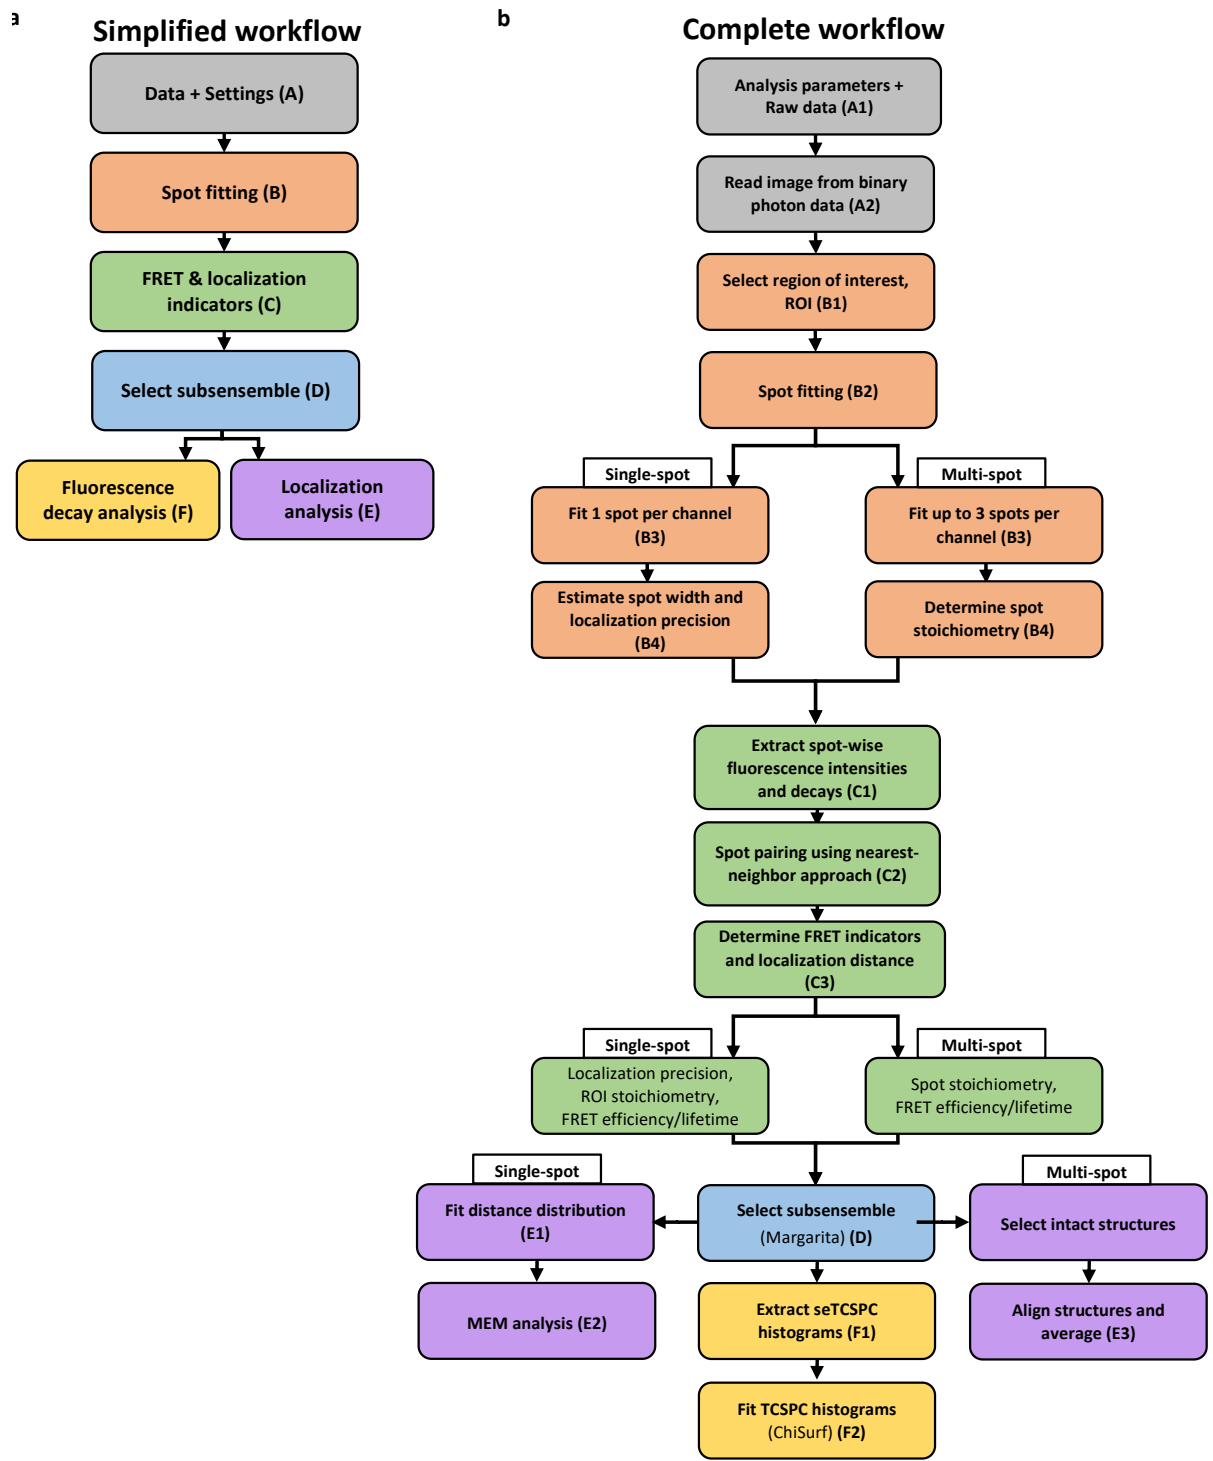 a
Simplified workflow
Data + Settings (A)
Spot fitting (B)
FRET & localization
indicators (C)
Select subsensemble (D)
Fluorescence
decay analysis (F)
Localization
analysis (E)
b
Complete workflow
Analysis parameters +
Raw data (A1)
Read image from binary
photon data (A2)
Select region of interest,
ROI (B1)
Spot fitting (B2)
Single-spot
Fit 1 spot per channel
(B3)
Estimate spot width and
localization precision
(B4)
Multi-spot
Fit up to 3 spots per
channel (B3)
Determine spot
stoichiometry (B4)
Extract spot-wise
fluorescence intensities
and decays (C1)
Spot pairing using nearest-
neighbor approach (C2)
Determine FRET indicators
and localization distance
(C3)
Single-spot
Localization precision,
ROI stoichiometry,
FRET efficiency/lifetime
Multi-spot
Spot stoichiometry,
FRET efficiency/lifetime
Single-spot
Fit distance distribution
(E1)
MEM analysis (E2)
Select subsensemble
(Margarita) (D)
Extract seTCSPC
histograms (F1)
Fit TCSPC histograms
(ChiSurf) (F2)
Multi-spot
Select intact structures
Align structures and
average (E3)